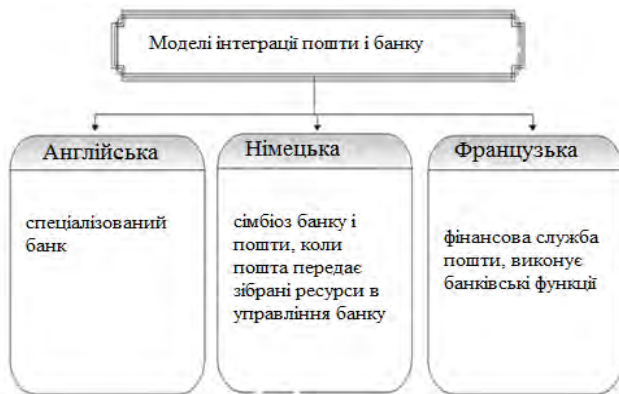 Моделі інтеграції пошти і банку
Англійська
спеціалізований
банк
Німецька
сімбіоз банку і
пошти, коли
пошта передає
зібрані ресурси в
управління банку
Французька
фінансова служба
пошти, виконує
банківські функції